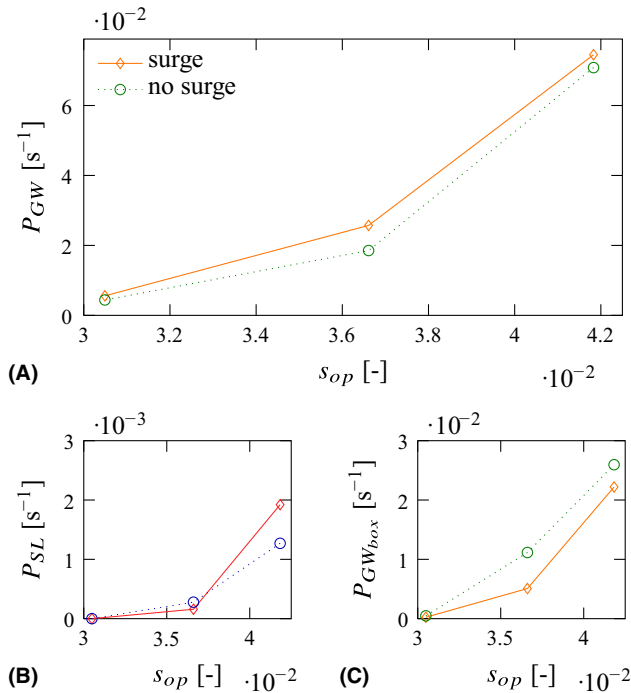 ·10−2
surge
no surge
6
4
2
0
P_GW [s−1]
3 3.2 3.4 3.6 3.8 4 4.2
(A) s_op [-] ·10−2
·10−3
3
2
1
0
P_SL [s−1]
3 3.5 4
(B) s_op [-] ·10−2
·10−2
3
2
1
0
P_GW_box [s−1]
3 3.5 4
(C) s_op [-] ·10−2